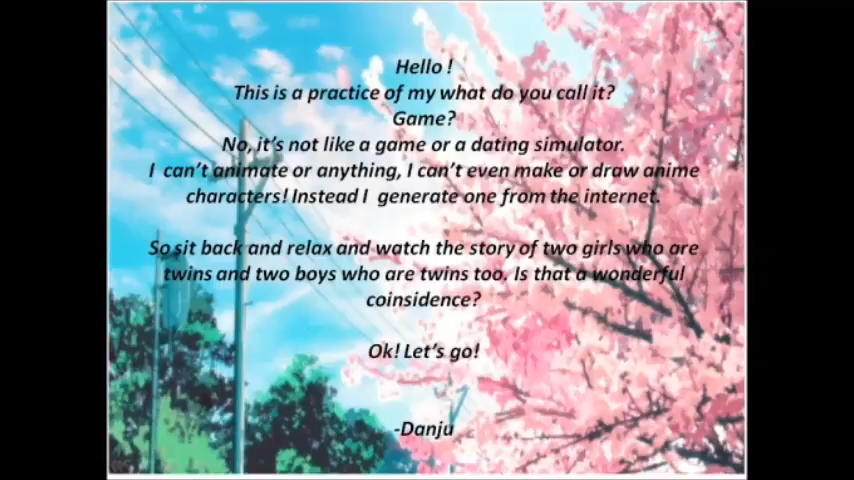 Hello !
This is a practice of my what do you call it?
Game?
No, it's not like a game or a dating simulator.
I can't animate or anything, I can't even make or draw anime
characters! Instead I generate one from the internet.
So sit back and relax and watch the story of two girls who are
twins and two boys who are twins too. Is that a wonderful
coinsidence?
Ok! Let's go!
-Danju